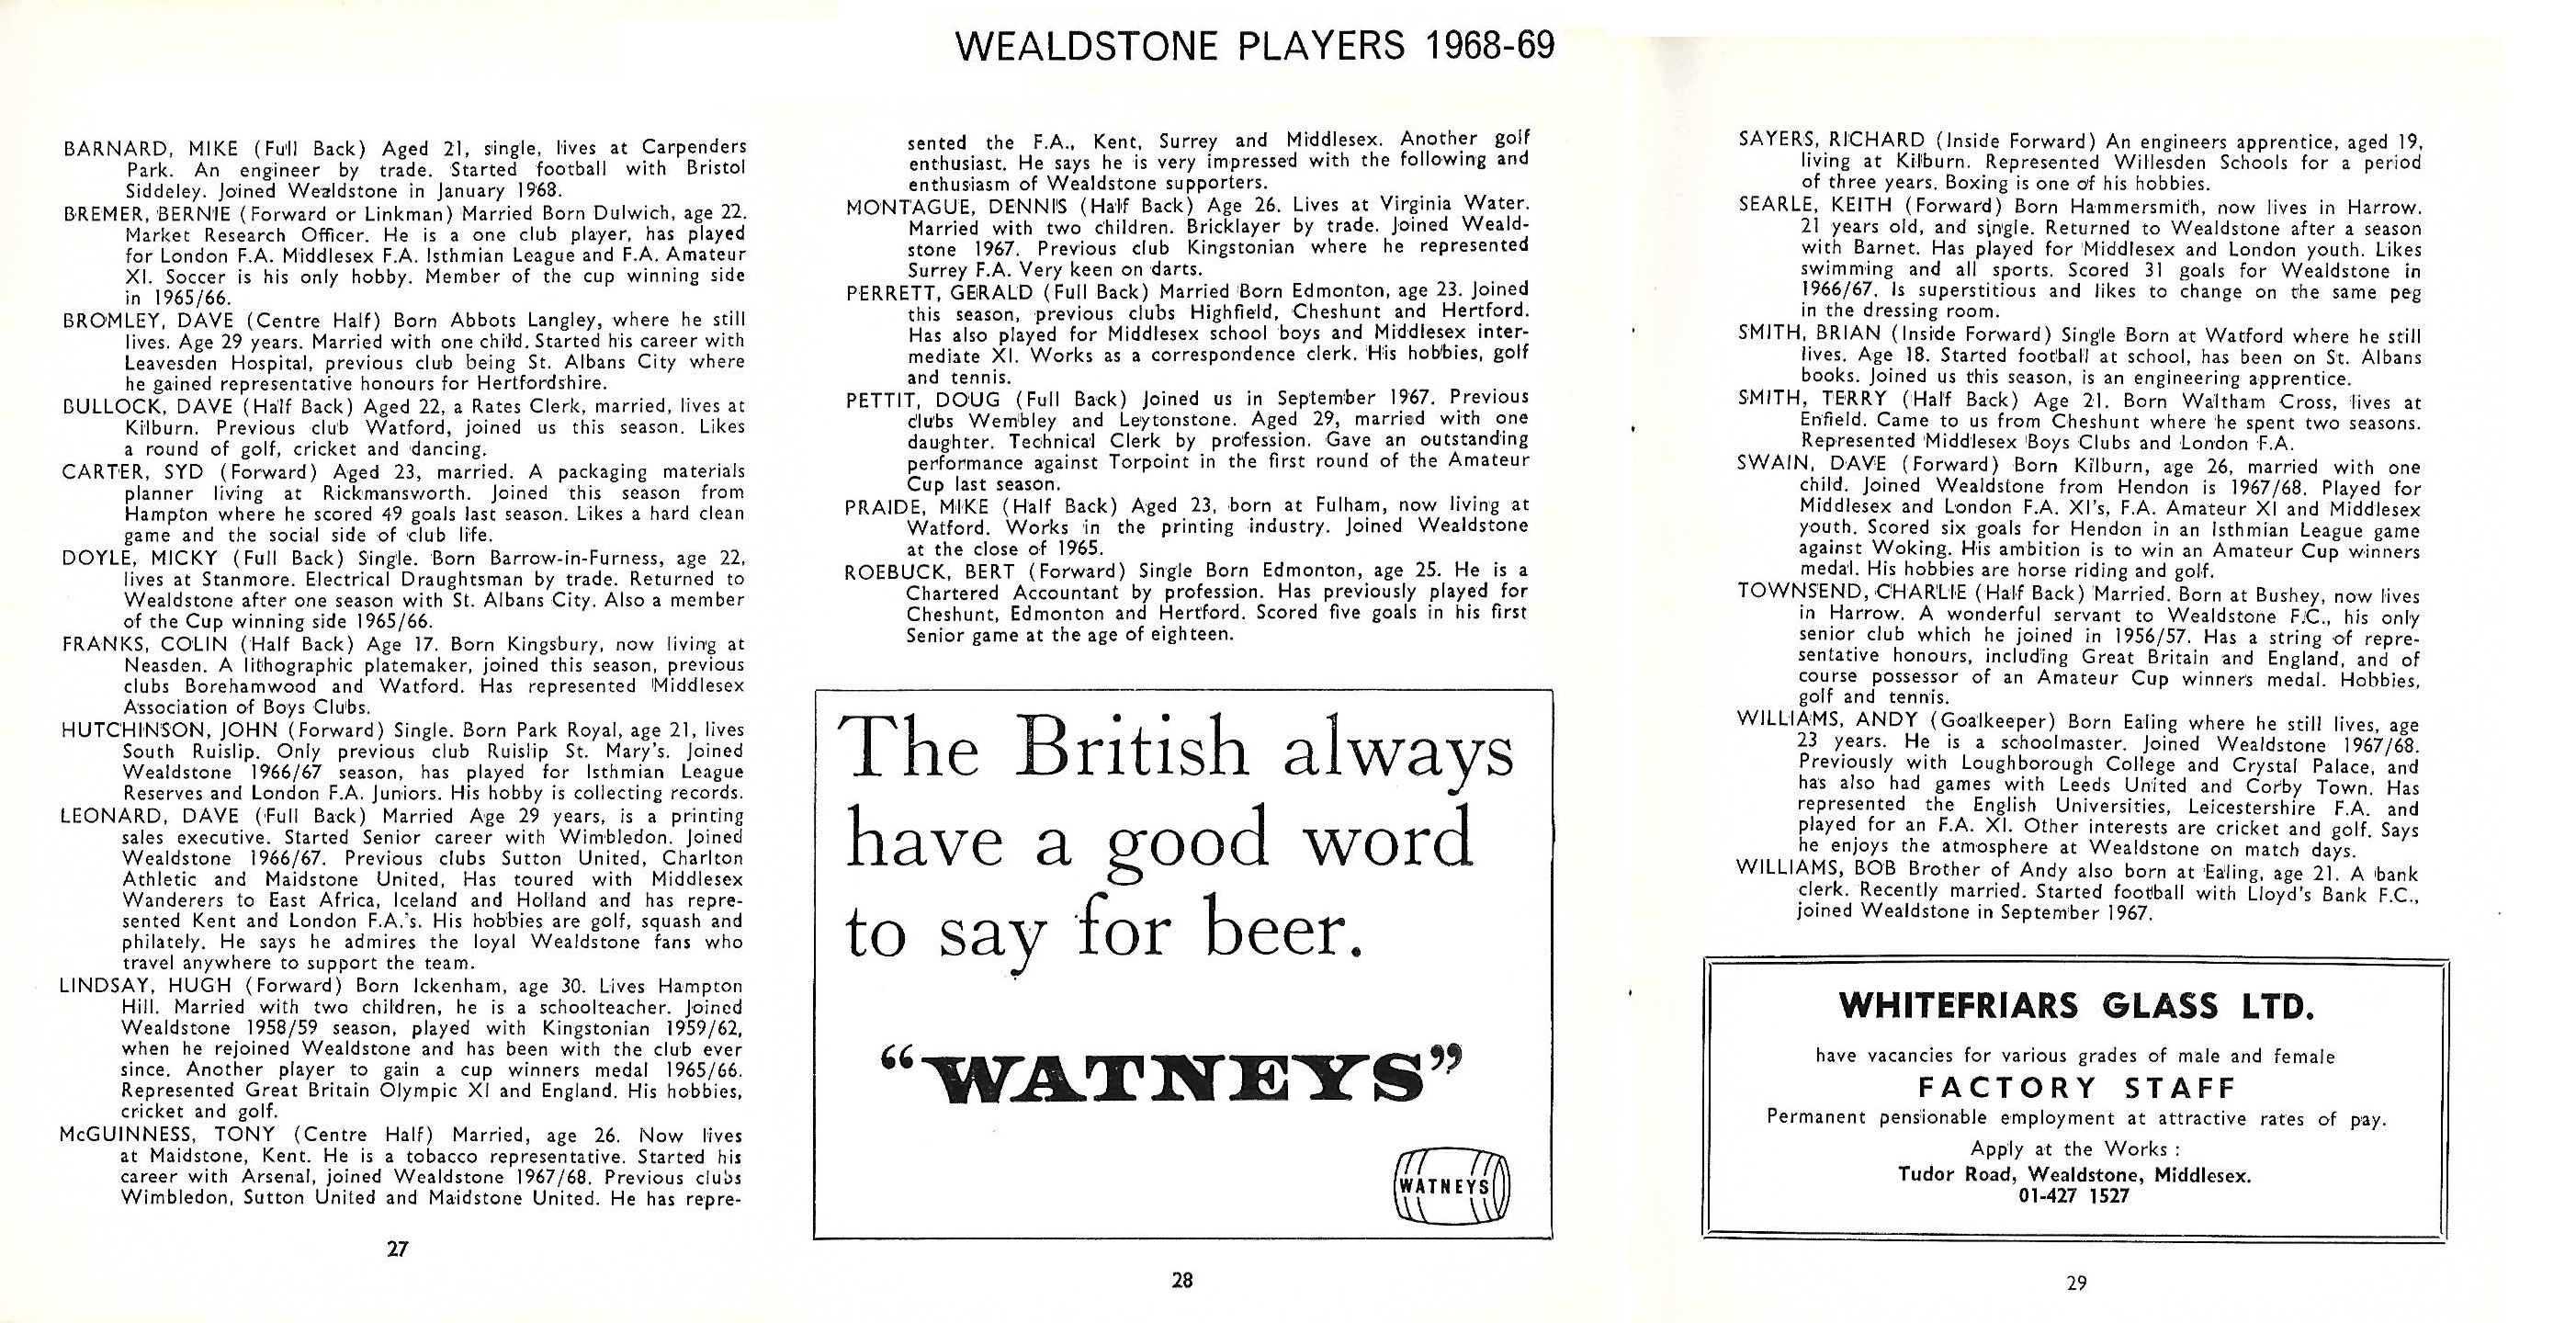 WEALDSTONE PLAYERS 1968-69
BARNARD, MIKE (Full Back) Aged 21, single, lives at Carpenders
Park. An engineer by trade. Started football with Bristol
Siddeley. Joined Wealdstone in January 1968.
BREMER, BERNIE (Forward or Linkman) Married Born Dulwich, age 22.
Market Research Officer. He is a one club player, has played
for London F.A. Middlesex F.A. Isthmian League and F.A. Amateur
XI. Soccer is his only hobby. Member of the cup winning side
in 1965/66.
BROMLEY, DAVE (Centre Half) Born Abbots Langley, where he still
lives. Age 29 years. Married with one child. Started his career with
Leavesden Hospital, previous club being St. Albans City where
he gained representative honours for Hertfordshire.
BULLOCK, DAVE (Half Back) Aged 22, a Rates Clerk, married, lives at
Kilburn. Previous club Watford, joined us this season. Likes
a round of golf, cricket and dancing.
CARTER, SYD (Forward) Aged 23, married. A packaging materials
planner living at Rickmansworth. Joined this season from
Hampton where he scored 49 goals last season. Likes a hard clean
game and the social side of club life.
DOYLE, MICKY (Full Back) Single. Born Barrow-in-Furness, age 22,
lives at Stanmore. Electrical Draughtsman by trade. Returned to
Wealdstone after one season with St. Albans City. Also a member
of the Cup winning side 1965/66.
FRANKS, COLIN (Half Back) Age 17. Born Kingsbury, now living at
Neasden. A lithographic platemaker, joined this season, previous
clubs Borehamwood and Watford. Has represented Middlesex
Association of Boys Clubs.
HUTCHINSON, JOHN (Forward) Single. Born Park Royal, age 21, lives
South Ruislip. Only previous club Ruislip St. Mary's. Joined
Wealdstone 1966/67 season, has played for Isthmian League
Reserves and London F.A. Juniors. His hobby is collecting records.
LEONARD, DAVE (Full Back) Married Age 29 years, is a printing
sales executive. Started Senior career with Wimbledon. Joined
Wealdstone 1966/67. Previous clubs Sutton United, Charlton
Athletic and Maidstone United, Has toured with Middlesex
Wanderers to East Africa, Iceland and Holland and has repre-
sented Kent and London F.A.'s. His hobbies are golf, squash and
philately. He says he admires the loyal Wealdstone fans who
travel anywhere to support the team.
LINDSAY, HUGH (Forward) Born Ickenham, age 30. Lives Hampton
Hill. Married with two children, he is a schoolteacher. Joined
Wealdstone 1958/59 season, played with Kingstonian 1959/62,
when he rejoined Wealdstone and has been with the club ever
since. Another player to gain a cup winners medal 1965/66.
Represented Great Britain Olympic XI and England. His hobbies,
cricket and golf.
McGUINNESS, TONY (Centre Half) Married, age 26. Now lives
at Maidstone, Kent. He is a tobacco representative. Started his
career with Arsenal, joined Wealdstone 1967/68. Previous clubs
Wimbledon, Sutton United and Maidstone United. He has repre-
27
sented the F.A., Kent, Surrey and Middlesex. Another golf
enthusiast. He says he is very impressed with the following and
enthusiasm of Wealdstone supporters.
MONTAGUE, DENNIS (Half Back) Age 26. Lives at Virginia Water.
Married with two children. Bricklayer by trade. Joined Weald-
stone 1967. Previous club Kingstonian where he represented
Surrey F.A. Very keen on darts.
PERRETT, GERALD (Full Back) Married Born Edmonton, age 23. Joined
this season, previous clubs Highfield, Cheshunt and Hertford.
Has also played for Middlesex school boys and Middlesex inter-
mediate XI. Works as a correspondence clerk. His hobbies, golf
and tennis.
PETTIT, DOUG (Full Back) Joined us in September 1967. Previous
clubs Wembley and Leytonstone. Aged 29, married with one
daughter. Technical Clerk by profession. Gave an outstanding
performance against Torpoint in the first round of the Amateur
Cup last season.
PRAIDE, MIKE (Half Back) Aged 23, born at Fulham, now living at
Watford. Works in the printing industry. Joined Wealdstone
at the close of 1965.
ROEBUCK, BERT (Forward) Single Born Edmonton, age 25. He is a
Chartered Accountant by profession. Has previously played for
Cheshunt, Edmonton and Hertford. Scored five goals in his first
Senior game at the age of eighteen.
The British always
have a good word
to say for beer.
"WATNEYS"
WATNEYS
28
SAYERS, RICHARD (Inside Forward) An engineers apprentice, aged 19,
living at Kilburn. Represented Willesden Schools for a period
of three years. Boxing is one of his hobbies.
SEARLE, KEITH (Forward) Born Hammersmith, now lives in Harrow.
21 years old, and single. Returned to Wealdstone after a season
with Barnet. Has played for Middlesex and London youth. Likes
swimming and all sports. Scored 31 goals for Wealdstone in
1966/67. Is superstitious and likes to change on the same peg
in the dressing room.
SMITH, BRIAN (Inside Forward) Single Born at Watford where he still
lives. Age 18. Started football at school, has been on St. Albans
books. Joined us this season, is an engineering apprentice.
SMITH, TERRY (Half Back) Age 21. Born Waltham Cross, lives at
Enfield. Came to us from Cheshunt where he spent two seasons.
Represented Middlesex Boys Clubs and London F.A.
SWAIN, DAVE (Forward) Born Kilburn, age 26, married with one
child. Joined Wealdstone from Hendon is 1967/68. Played for
Middlesex and London F.A. XI's, F.A. Amateur XI and Middlesex
youth. Scored six goals for Hendon in an Isthmian League game
against Woking. His ambition is to win an Amateur Cup winners
medal. His hobbies are horse riding and golf.
TOWNSEND, CHARLIE (Half Back) Married. Born at Bushey, now lives
in Harrow. A wonderful servant to Wealdstone F.C., his only
senior club which he joined in 1956/57. Has a string of repre-
sentative honours, including Great Britain and England, and of
course possessor of an Amateur Cup winners medal. Hobbies,
golf and tennis.
WILLIAMS, ANDY (Goalkeeper) Born Ealing where he still lives, age
23 years. He is a schoolmaster. Joined Wealdstone 1967/68.
Previously with Loughborough College and Crystal Palace, and
has also had games with Leeds United and Corby Town. Has
represented the English Universities, Leicestershire F.A. and
played for an F.A. XI. Other interests are cricket and golf. Says
he enjoys the atmosphere at Wealdstone on match days.
WILLIAMS, BOB Brother of Andy also born at Ealing, age 21. A bank
clerk. Recently married. Started football with Lloyd's Bank F.C.,
joined Wealdstone in September 1967.
WHITEFRIARS GLASS LTD.
have vacancies for various grades of male and female
FACTORY STAFF
Permanent pensionable employment at attractive rates of pay.
Apply at the Works :
Tudor Road, Wealdstone, Middlesex.
01-427 1527
29